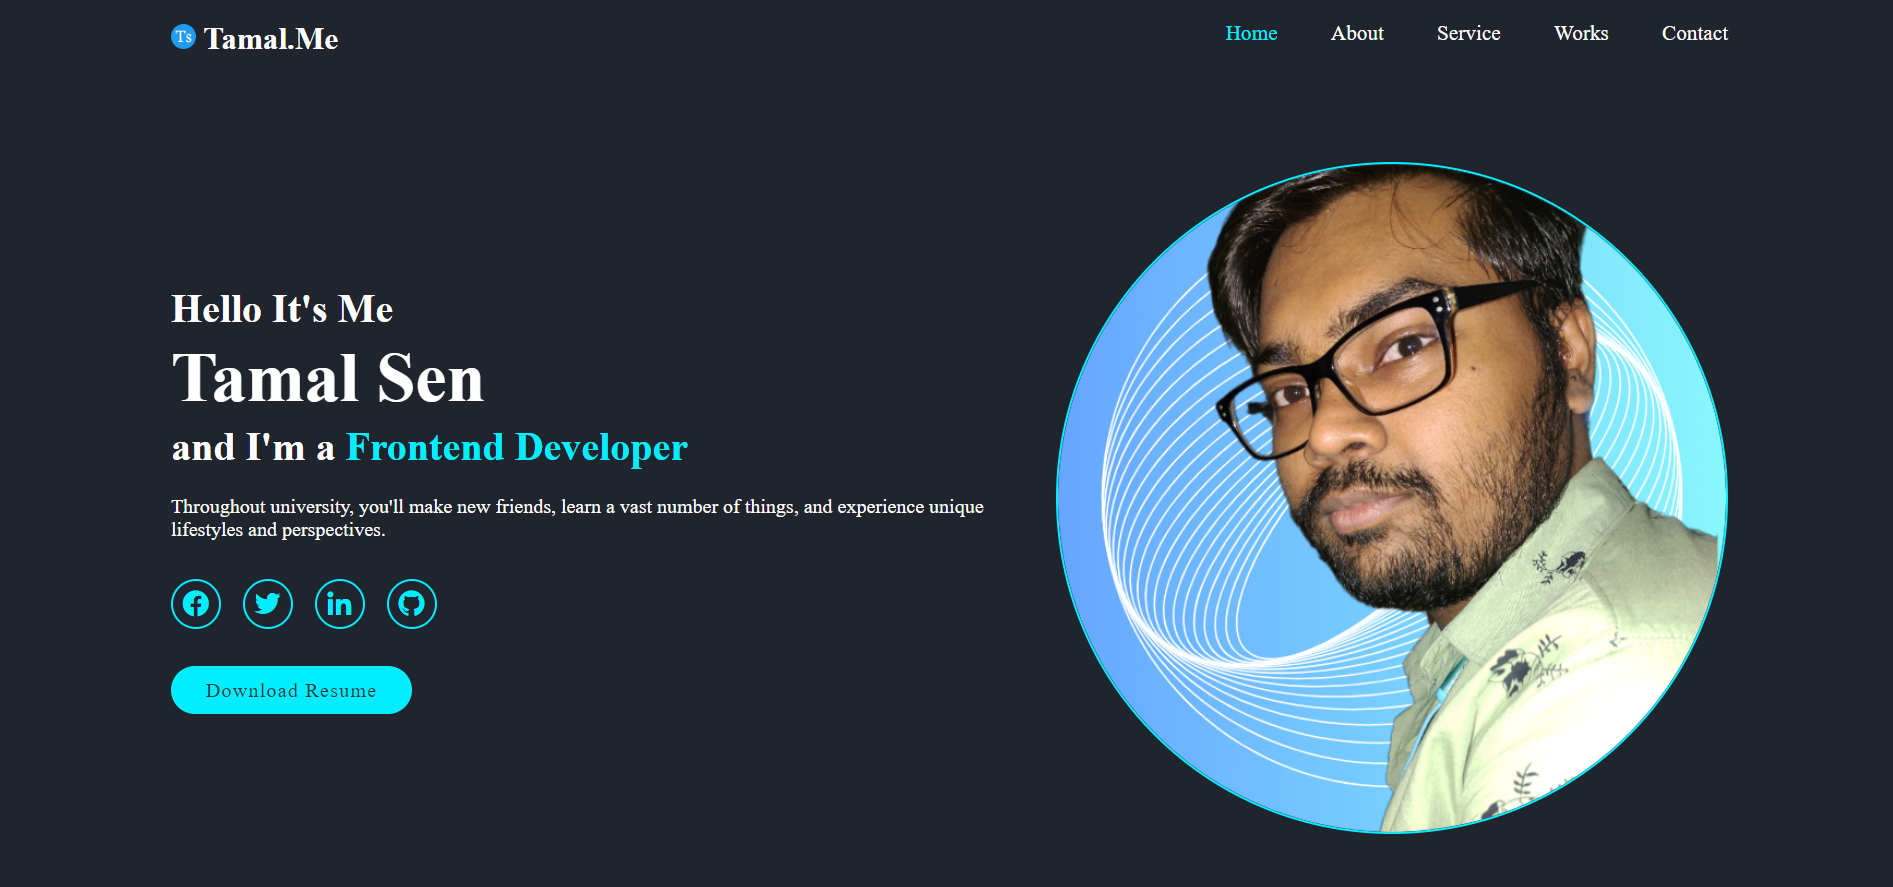 Ts Tamal.Me
Home About Service Works Contact
Hello It's Me
Tamal Sen
and I'm a Frontend Developer
Throughout university, you'll make new friends, learn a vast number of things, and experience unique
lifestyles and perspectives.
Download Resume